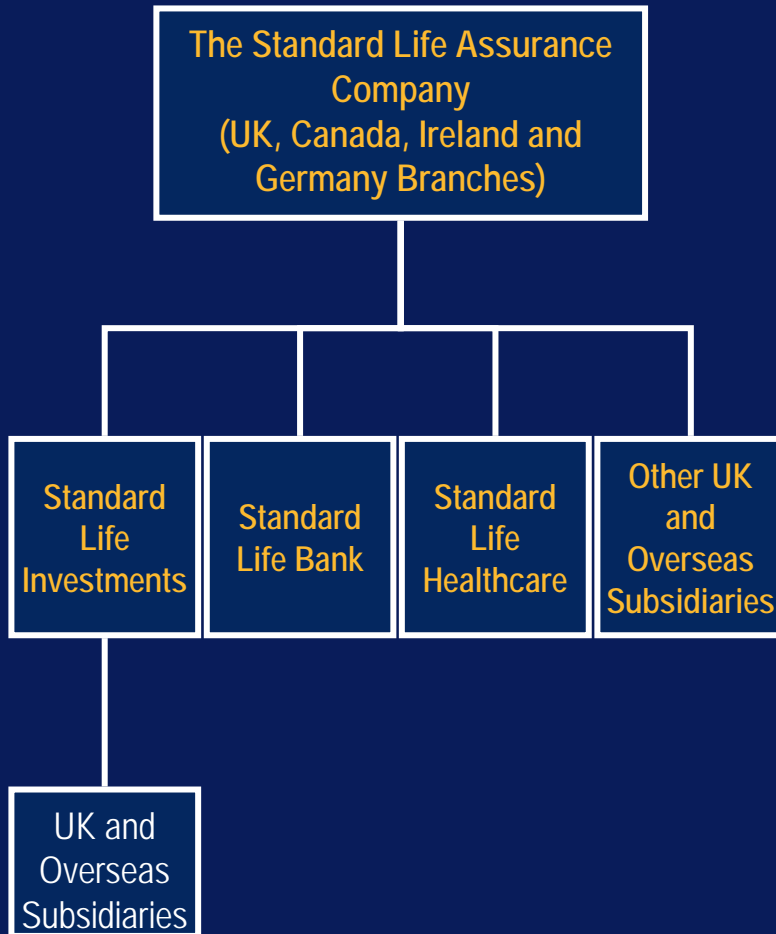 The Standard Life Assurance
Company
(UK, Canada, Ireland and
Germany Branches)
Standard
Life
Investments
Standard
Life Bank
Standard
Life
Healthcare
Other UK
and
Overseas
Subsidiaries
UK and
Overseas
Subsidiaries